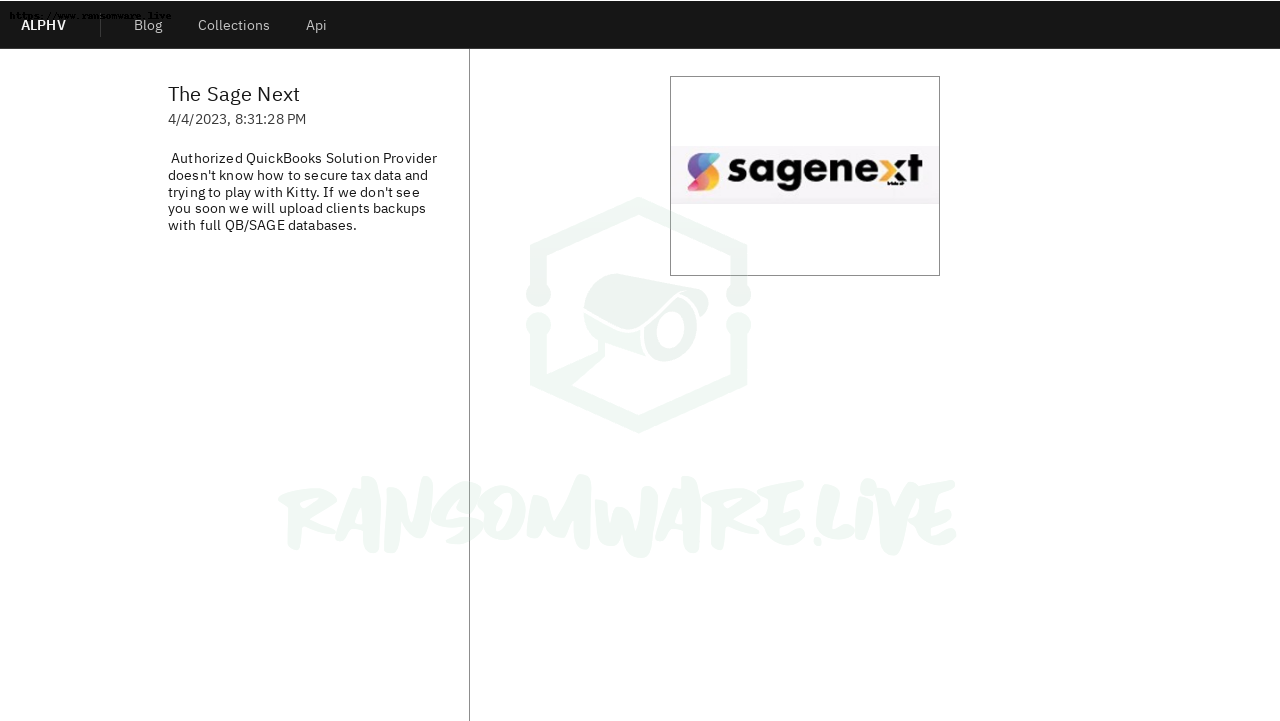 https://www.ransomware.live
ALPHV
Blog
Collections
Api
The Sage Next
4/4/2023, 8:31:28 PM
Authorized QuickBooks Solution Provider
doesn't know how to secure tax data and
trying to play with Kitty. If we don't see
you soon we will upload clients backups
with full QB/SAGE databases.
sagenext
RANSOMWARE.LIVE